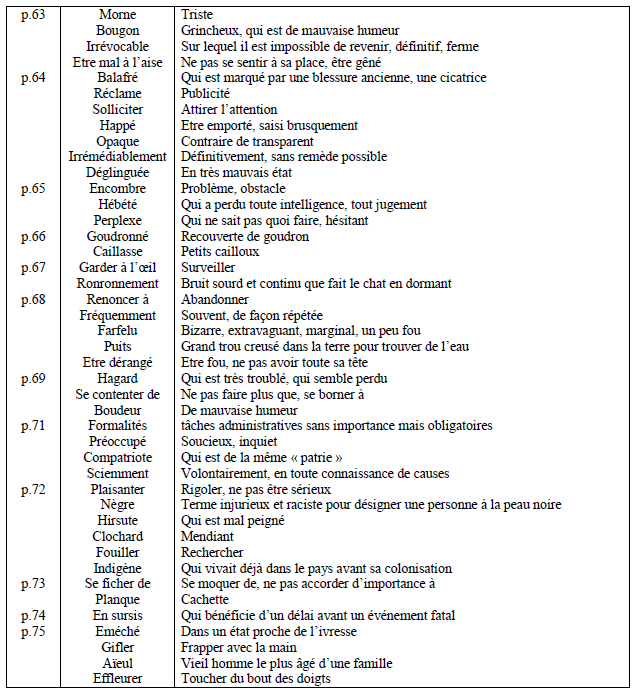 p.63 Morne Triste
Bougon Grincheux, qui est de mauvaise humeur
Irrévocable Sur lequel il est impossible de revenir, définitif, ferme
Etre mal à l’aise Ne pas se sentir à sa place, être gêné
p.64 Balafré Qui est marqué par une blessure ancienne, une cicatrice
Réclame Publicité
Solliciter Attirer l’attention
Happé Etre emporté, saisi brusquement
Opaque Contraire de transparent
Irrémédiablement Définitivement, sans remède possible
Déglinguée En très mauvais état
p.65 Encombre Problème, obstacle
Hébété Qui a perdu toute intelligence, tout jugement
Perplexe Qui ne sait pas quoi faire, hésitant
p.66 Goudronné Recouverte de goudron
Caillasse Petits cailloux
p.67 Garder à l’œil Surveiller
Ronronnement Bruit sourd et continu que fait le chat en dormant
p.68 Renoncer à Abandonner
Fréquemment Souvent, de façon répétée
Farfelu Bizarre, extravaguant, marginal, un peu fou
Puits Grand trou creusé dans la terre pour trouver de l’eau
Etre dérangé Etre fou, ne pas avoir toute sa tête
p.69 Hagard Qui est très troublé, qui semble perdu
Se contenter de Ne pas faire plus que, se borner à
Boudeur De mauvaise humeur
p.71 Formalités tâches administratives sans importance mais obligatoires
Préoccupé Soucieux, inquiet
Compatriote Qui est de la même « patrie »
Sciemment Volontairement, en toute connaissance de causes
p.72 Plaisanter Rigoler, ne pas être sérieux
Nègre Terme injurieux et raciste pour désigner une personne à la peau noire
Hirsute Qui est mal peigné
Clochard Mendiant
Fouiller Rechercher
Indigène Qui vivait déjà dans le pays avant sa colonisation
p.73 Se ficher de Se moquer de, ne pas accorder d’importance à
Planque Cachette
p.74 En sursis Qui bénéficie d’un délai avant un événement fatal
p.75 Eméché Dans un état proche de l’ivresse
Gifler Frapper avec la main
Aïeul Vieil homme le plus âgé d’une famille
Effleurer Toucher du bout des doigts